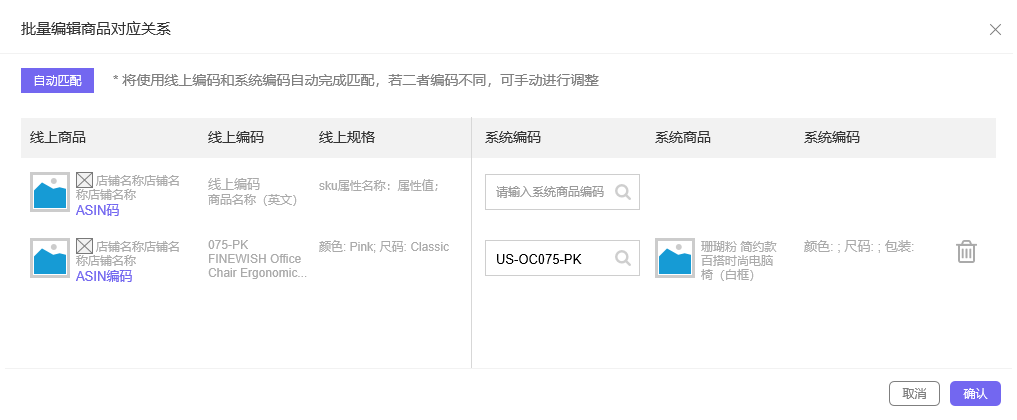 批量编辑商品对应关系
自动匹配
* 将使用线上编码和系统编码自动完成匹配，若二者编码不同，可手动进行调整
线上商品 线上编码 线上规格 系统编码 系统商品 系统编码
店铺名称店铺名
称店铺名称
ASIN码
线上编码
商品名称（英文）
sku属性名称：属性值；
请输入系统商品编码
店铺名称店铺名
称店铺名称
ASIN编码
075-PK
FINEWISH Office
Chair Ergonomic...
颜色: Pink; 尺码: Classic
US-OC075-PK
珊瑚粉 简约款
百搭时尚电脑
椅（白框）
颜色: ; 尺码: ; 包装:
取消
确认